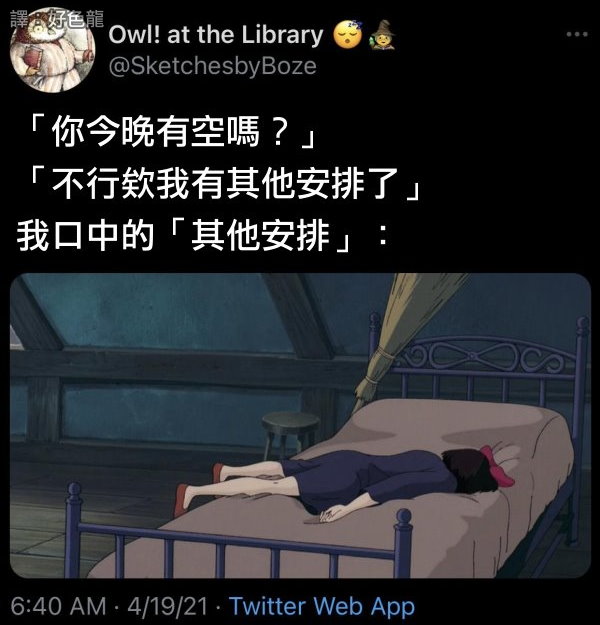 譯：好色龍
Owl! at the Library 😴🧙‍♀️
@SketchesbyBoze
「你今晚有空嗎？」
「不行欸我有其他安排了」
我口中的「其他安排」：
6:40 AM · 4/19/21 · Twitter Web App